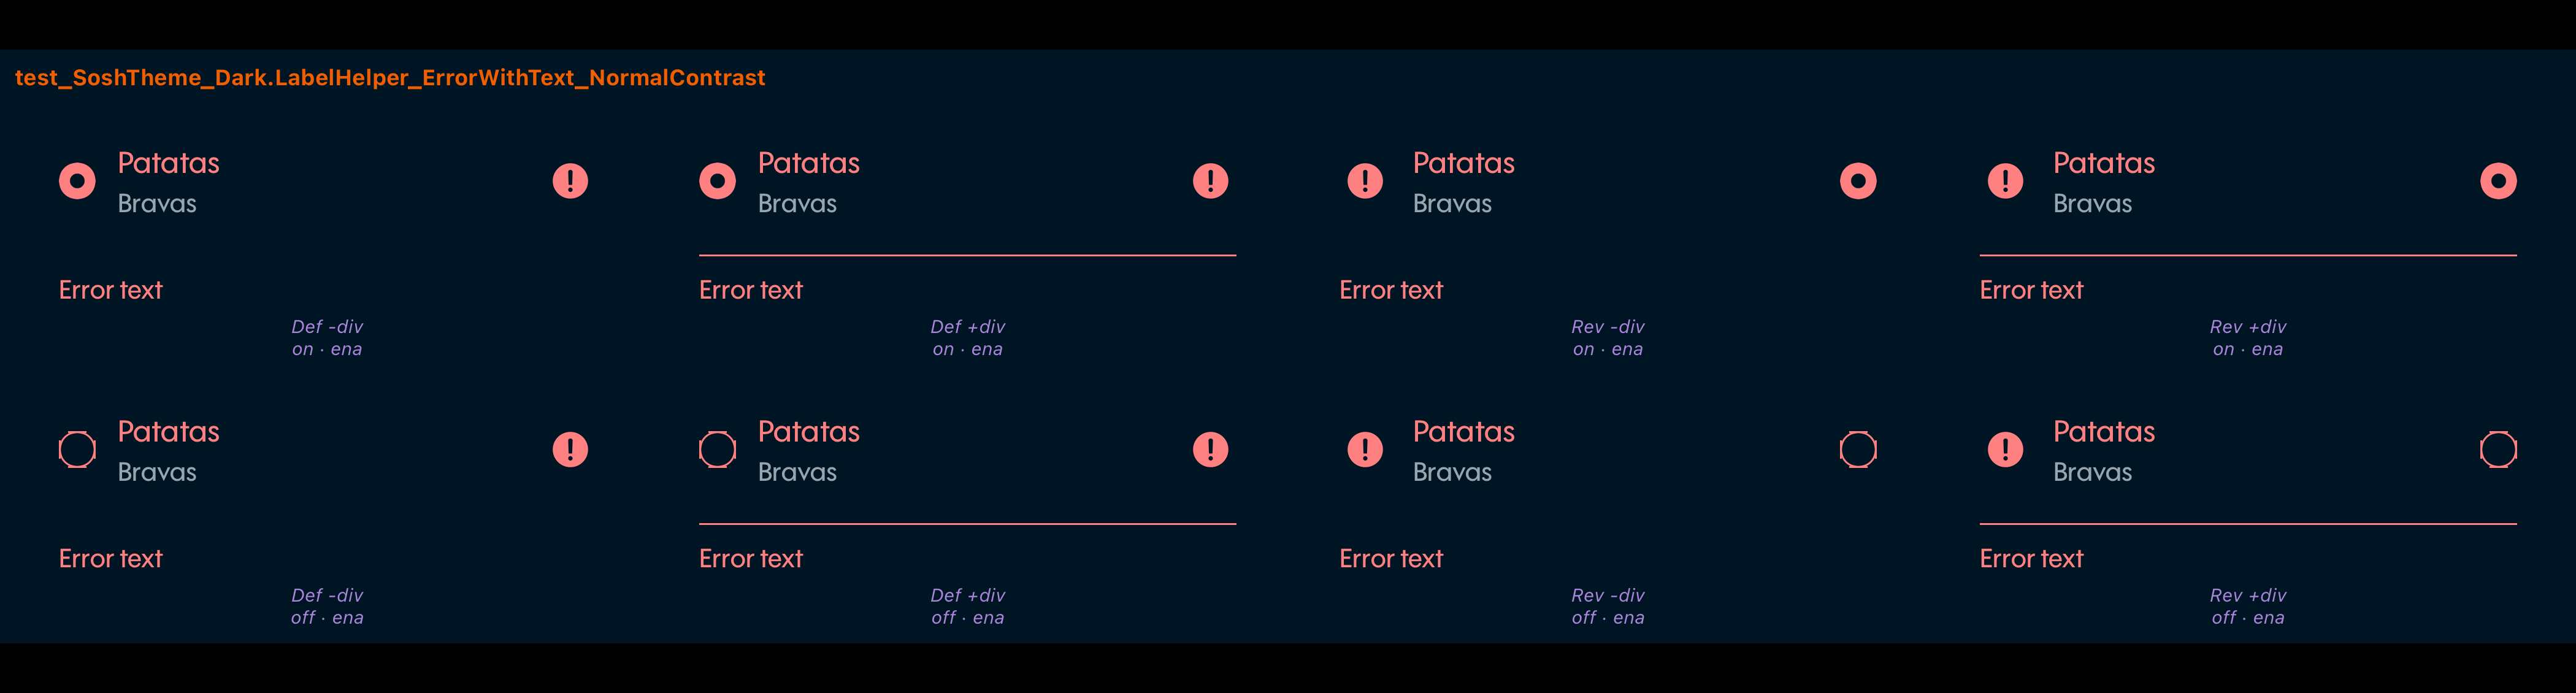 test_SoshTheme_Dark.LabelHelper_ErrorWithText_NormalContrast
Patatas
Bravas
Error text
Def -div
on · ena
Patatas
Bravas
Error text
Def +div
on · ena
Patatas
Bravas
Error text
Rev -div
on · ena
Patatas
Bravas
Error text
Rev +div
on · ena
Patatas
Bravas
Error text
Def -div
off · ena
Patatas
Bravas
Error text
Def +div
off · ena
Patatas
Bravas
Error text
Rev -div
off · ena
Patatas
Bravas
Error text
Rev +div
off · ena